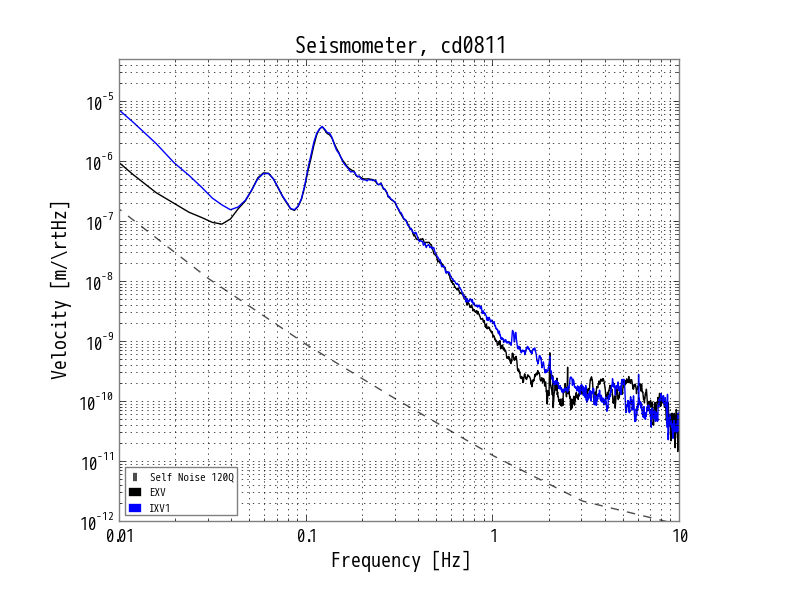 Seismometer, cd0811
Velocity [m/\rtHz]
10^-5
10^-6
10^-7
10^-8
10^-9
10^-10
10^-11
10^-12
Self Noise 120Q
EXV
IXV1
0.01 0.1 1 10
Frequency [Hz]